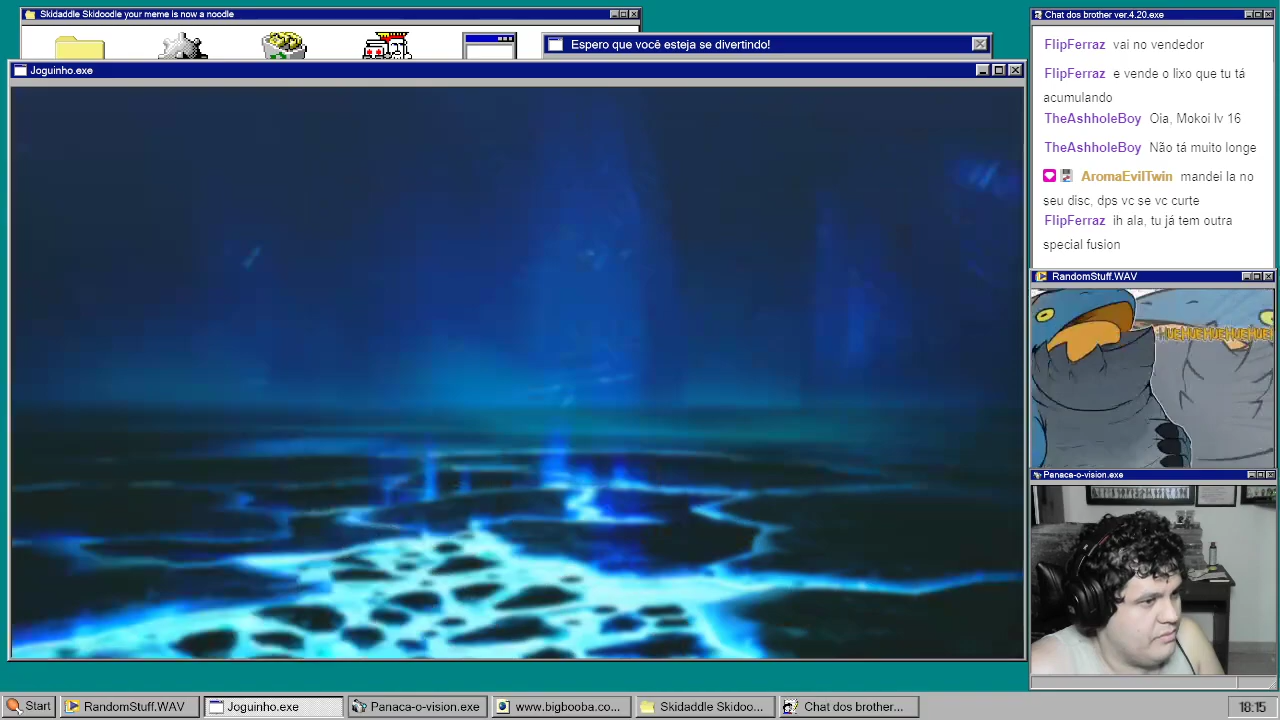 Skidaddle Skidoodle your meme is now a noodle
Espero que você esteja se divertindo!
Joguinho.exe
Chat dos brother ver.4.20.exe
FlipFerraz vai no vendedor
FlipFerraz e vende o lixo que tu tá
acumulando
TheAshholeBoy Oia, Mokoi lv 16
TheAshholeBoy Não tá muito longe
AromaEvilTwin mandei la no
seu disc, dps vc se vc curte
FlipFerraz ih ala, tu já tem outra
special fusion
RandomStuff.WAV
HUEHUEHUEHUEHUE
Panaca-o-vision.exe
Start
RandomStuff.WAV
Joguinho.exe
Panaca-o-vision.exe
www.bigbooba.co...
Skidaddle Skidoo...
Chat dos brother...
18:15